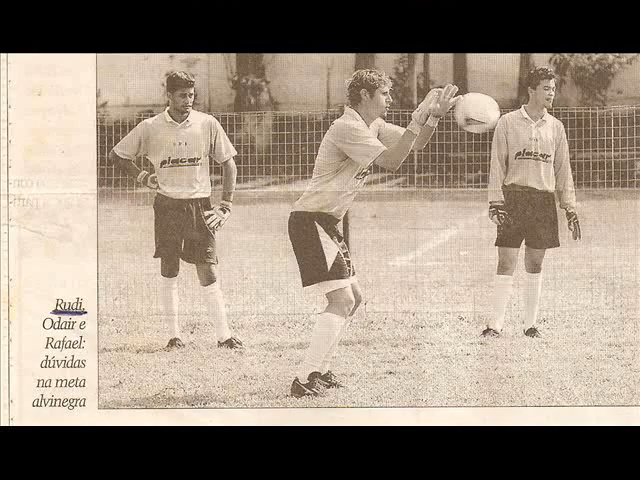 Rudi,
Odair e
Rafael:
dúvidas
na meta
alvinegra
placar
placar